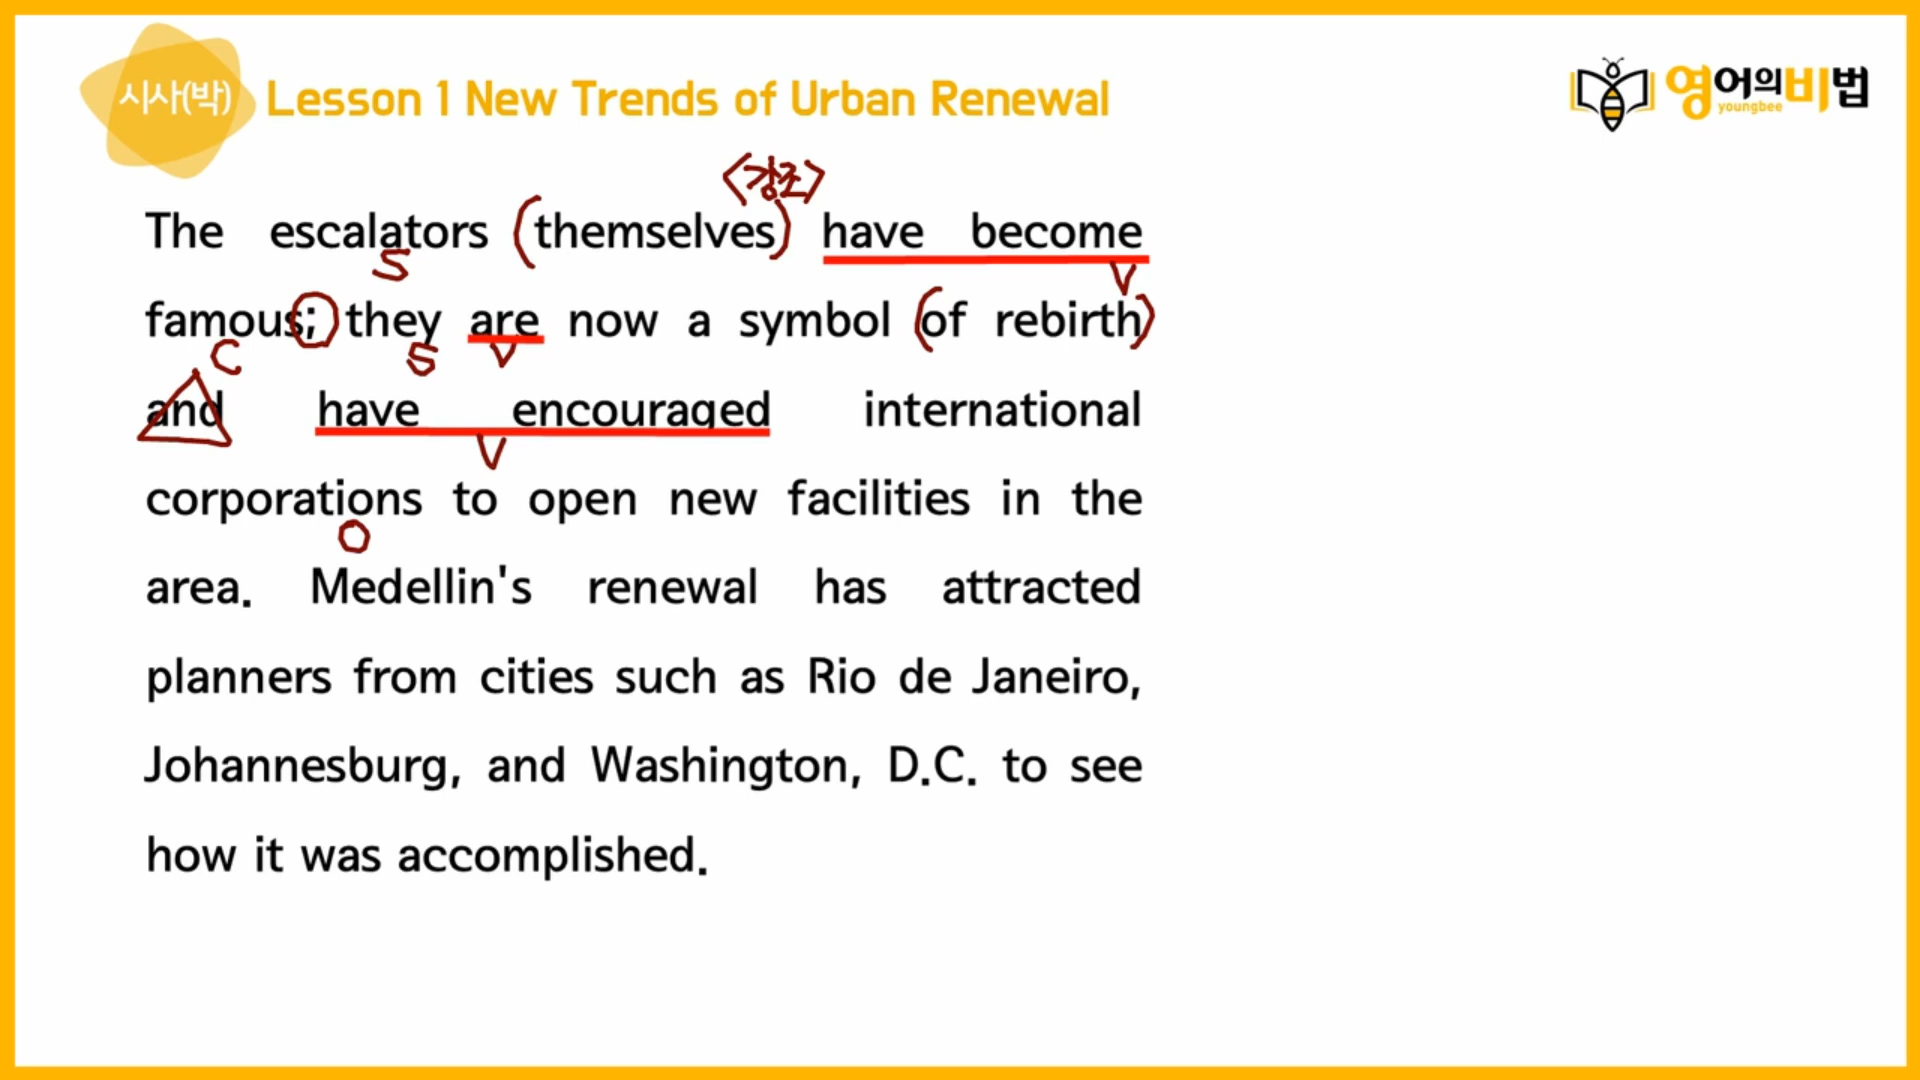 시사(박)
Lesson 1 New Trends of Urban Renewal
영어의비법
youngbee
<강조>
The escalators (themselves) have become
S
V
famous; they are now a symbol (of rebirth)
C
S
V
and have encouraged international
V
corporations to open new facilities in the
O
area. Medellin's renewal has attracted
planners from cities such as Rio de Janeiro,
Johannesburg, and Washington, D.C. to see
how it was accomplished.